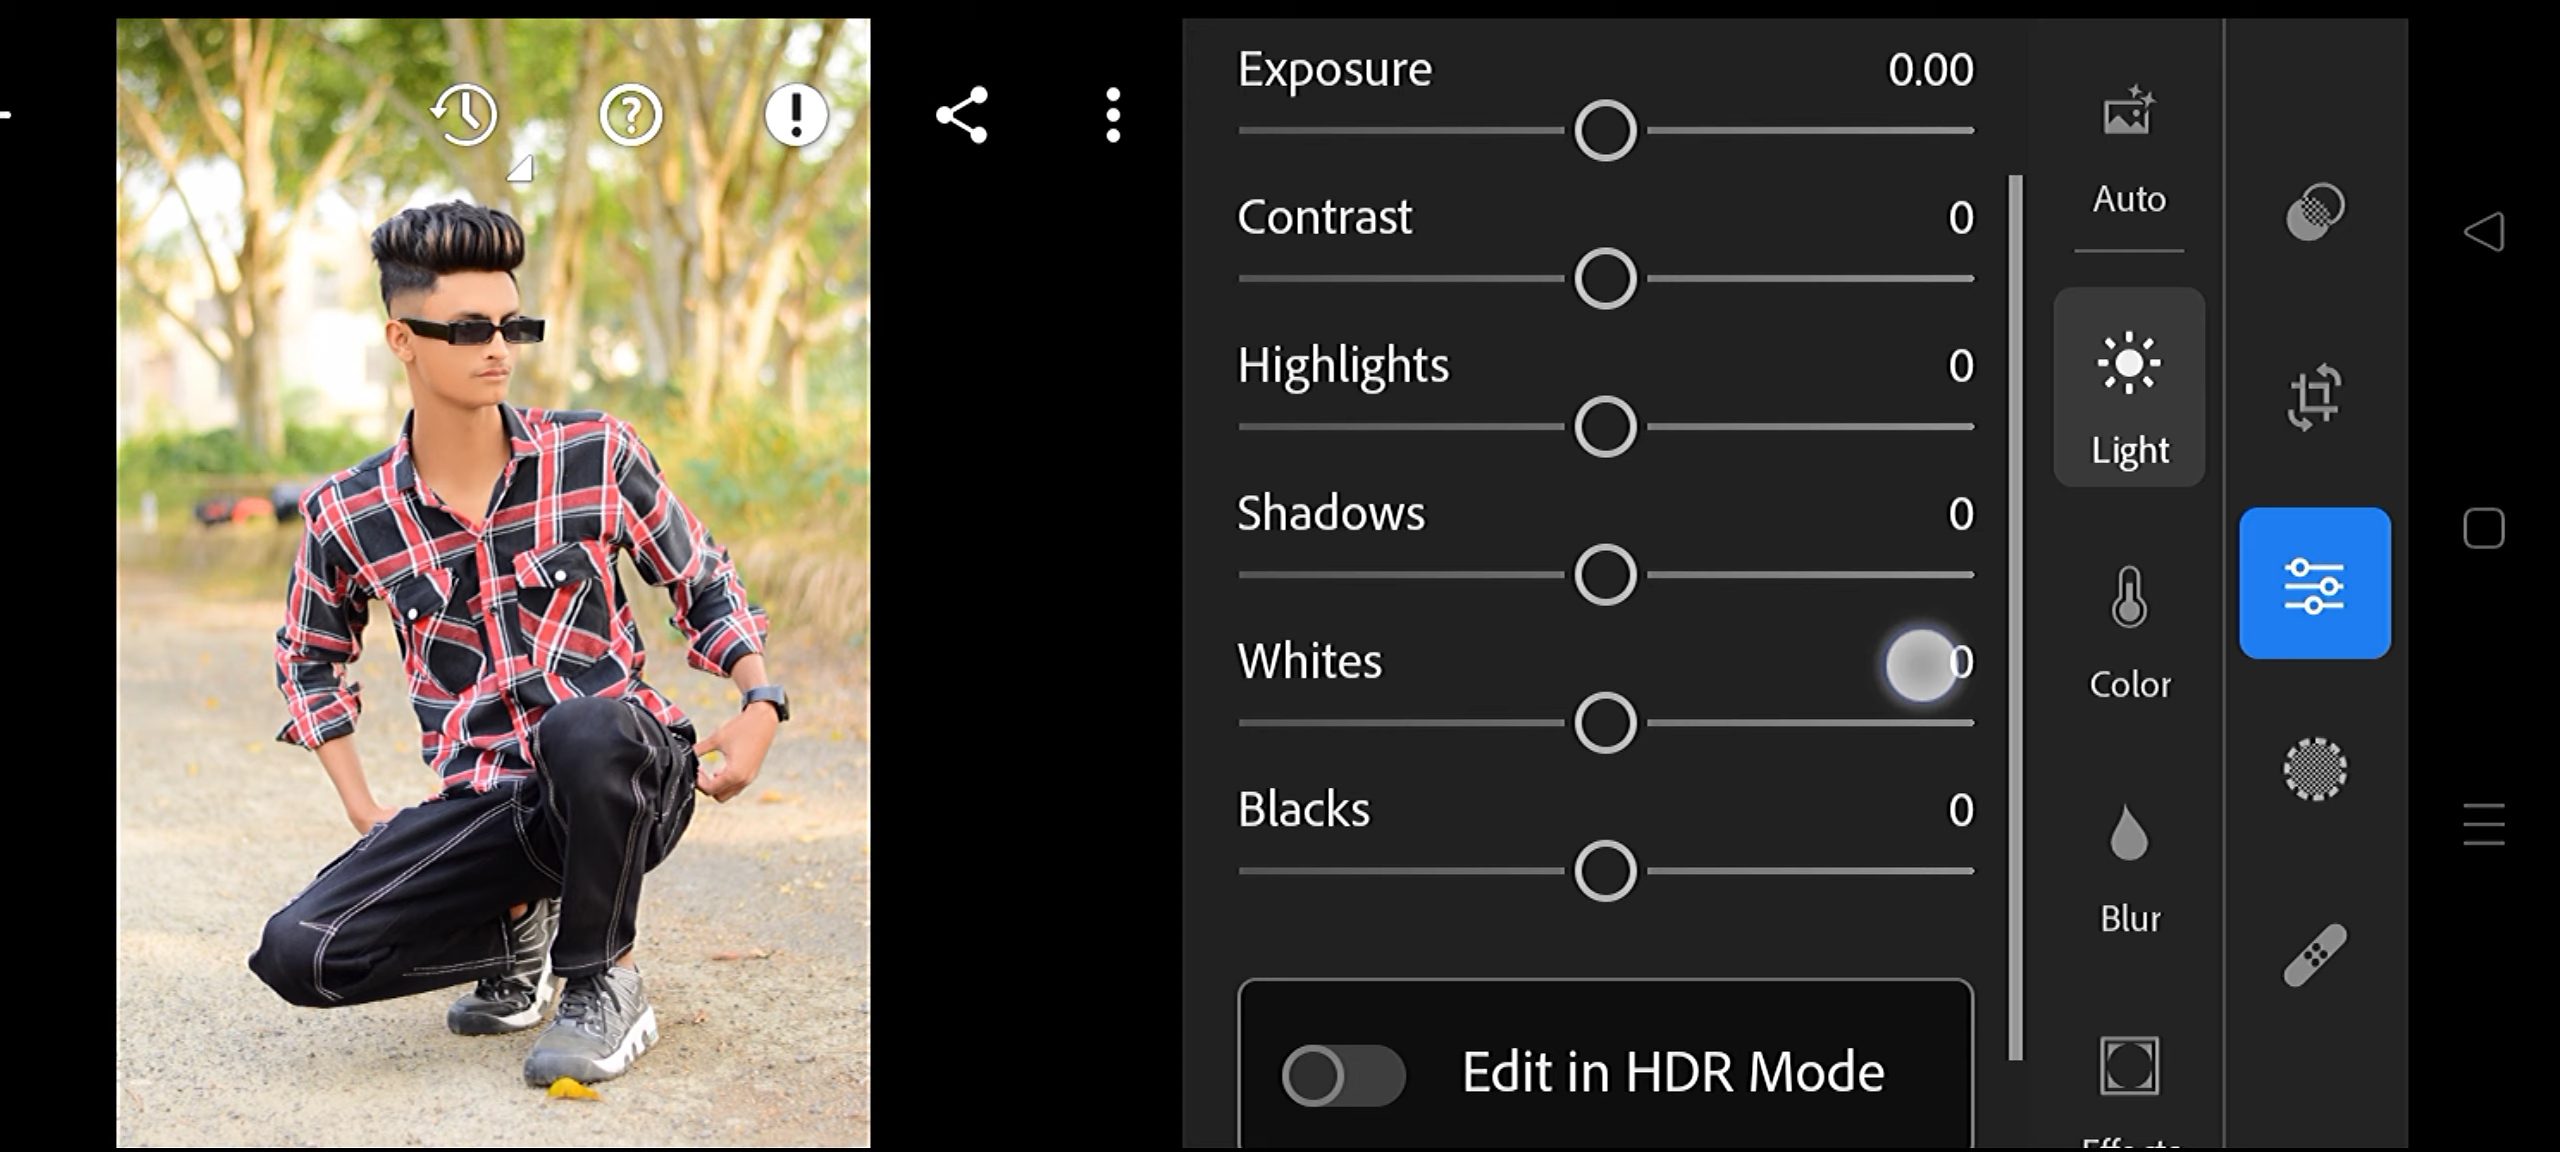 Exposure 0.00
Contrast 0
Highlights 0
Shadows 0
Whites 0
Blacks 0
Edit in HDR Mode
Auto
Light
Color
Blur